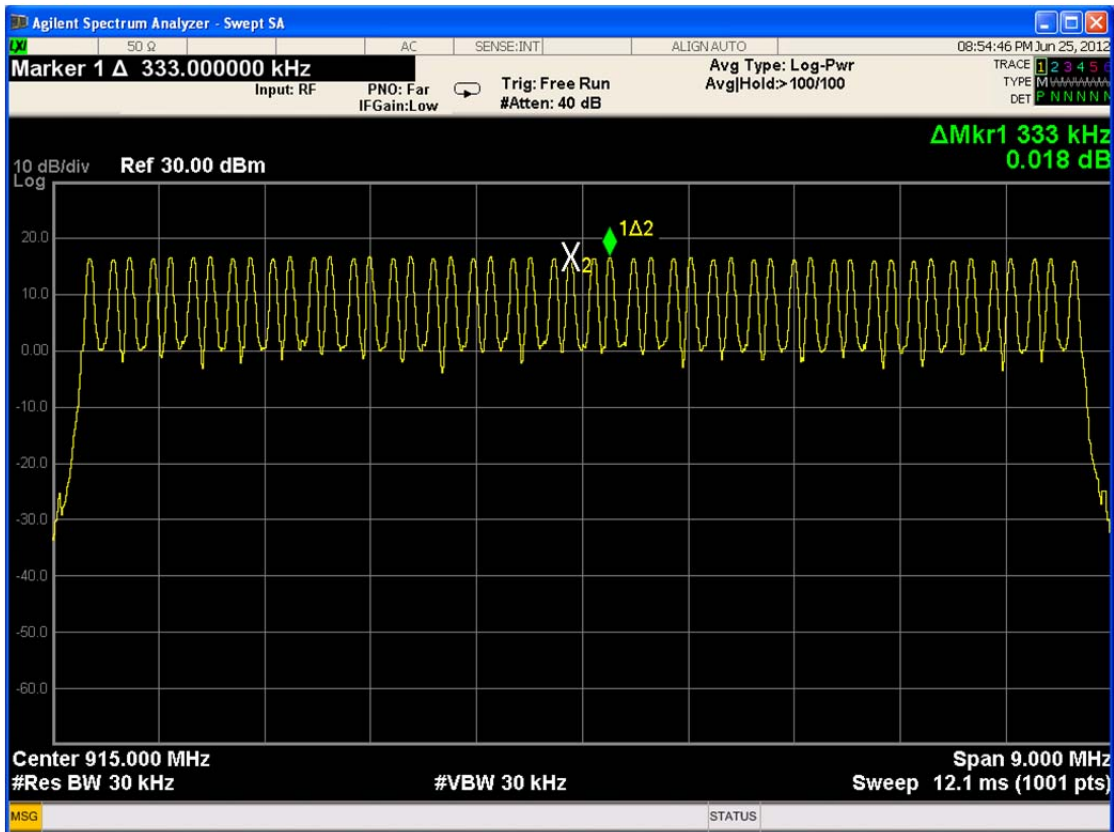 Agilent Spectrum Analyzer - Swept SA
LXI 50 Ω AC SENSE:INT ALIGNAUTO 08:54:46 PM Jun 25, 2012
Marker 1 Δ 333.000000 kHz
Input: RF
PNO: Far
IFGain:Low
Trig: Free Run
#Atten: 40 dB
Avg Type: Log-Pwr
Avg|Hold:>100/100
TRACE 1 2 3 4 5 6
TYPE M
DET P N N N N N
ΔMkr1 333 kHz
0.018 dB
10 dB/div Ref 30.00 dBm
Log
20.0
10.0
0.00
-10.0
-20.0
-30.0
-40.0
-50.0
-60.0
1Δ2
X2
Center 915.000 MHz Span 9.000 MHz
#Res BW 30 kHz #VBW 30 kHz Sweep 12.1 ms (1001 pts)
MSG STATUS